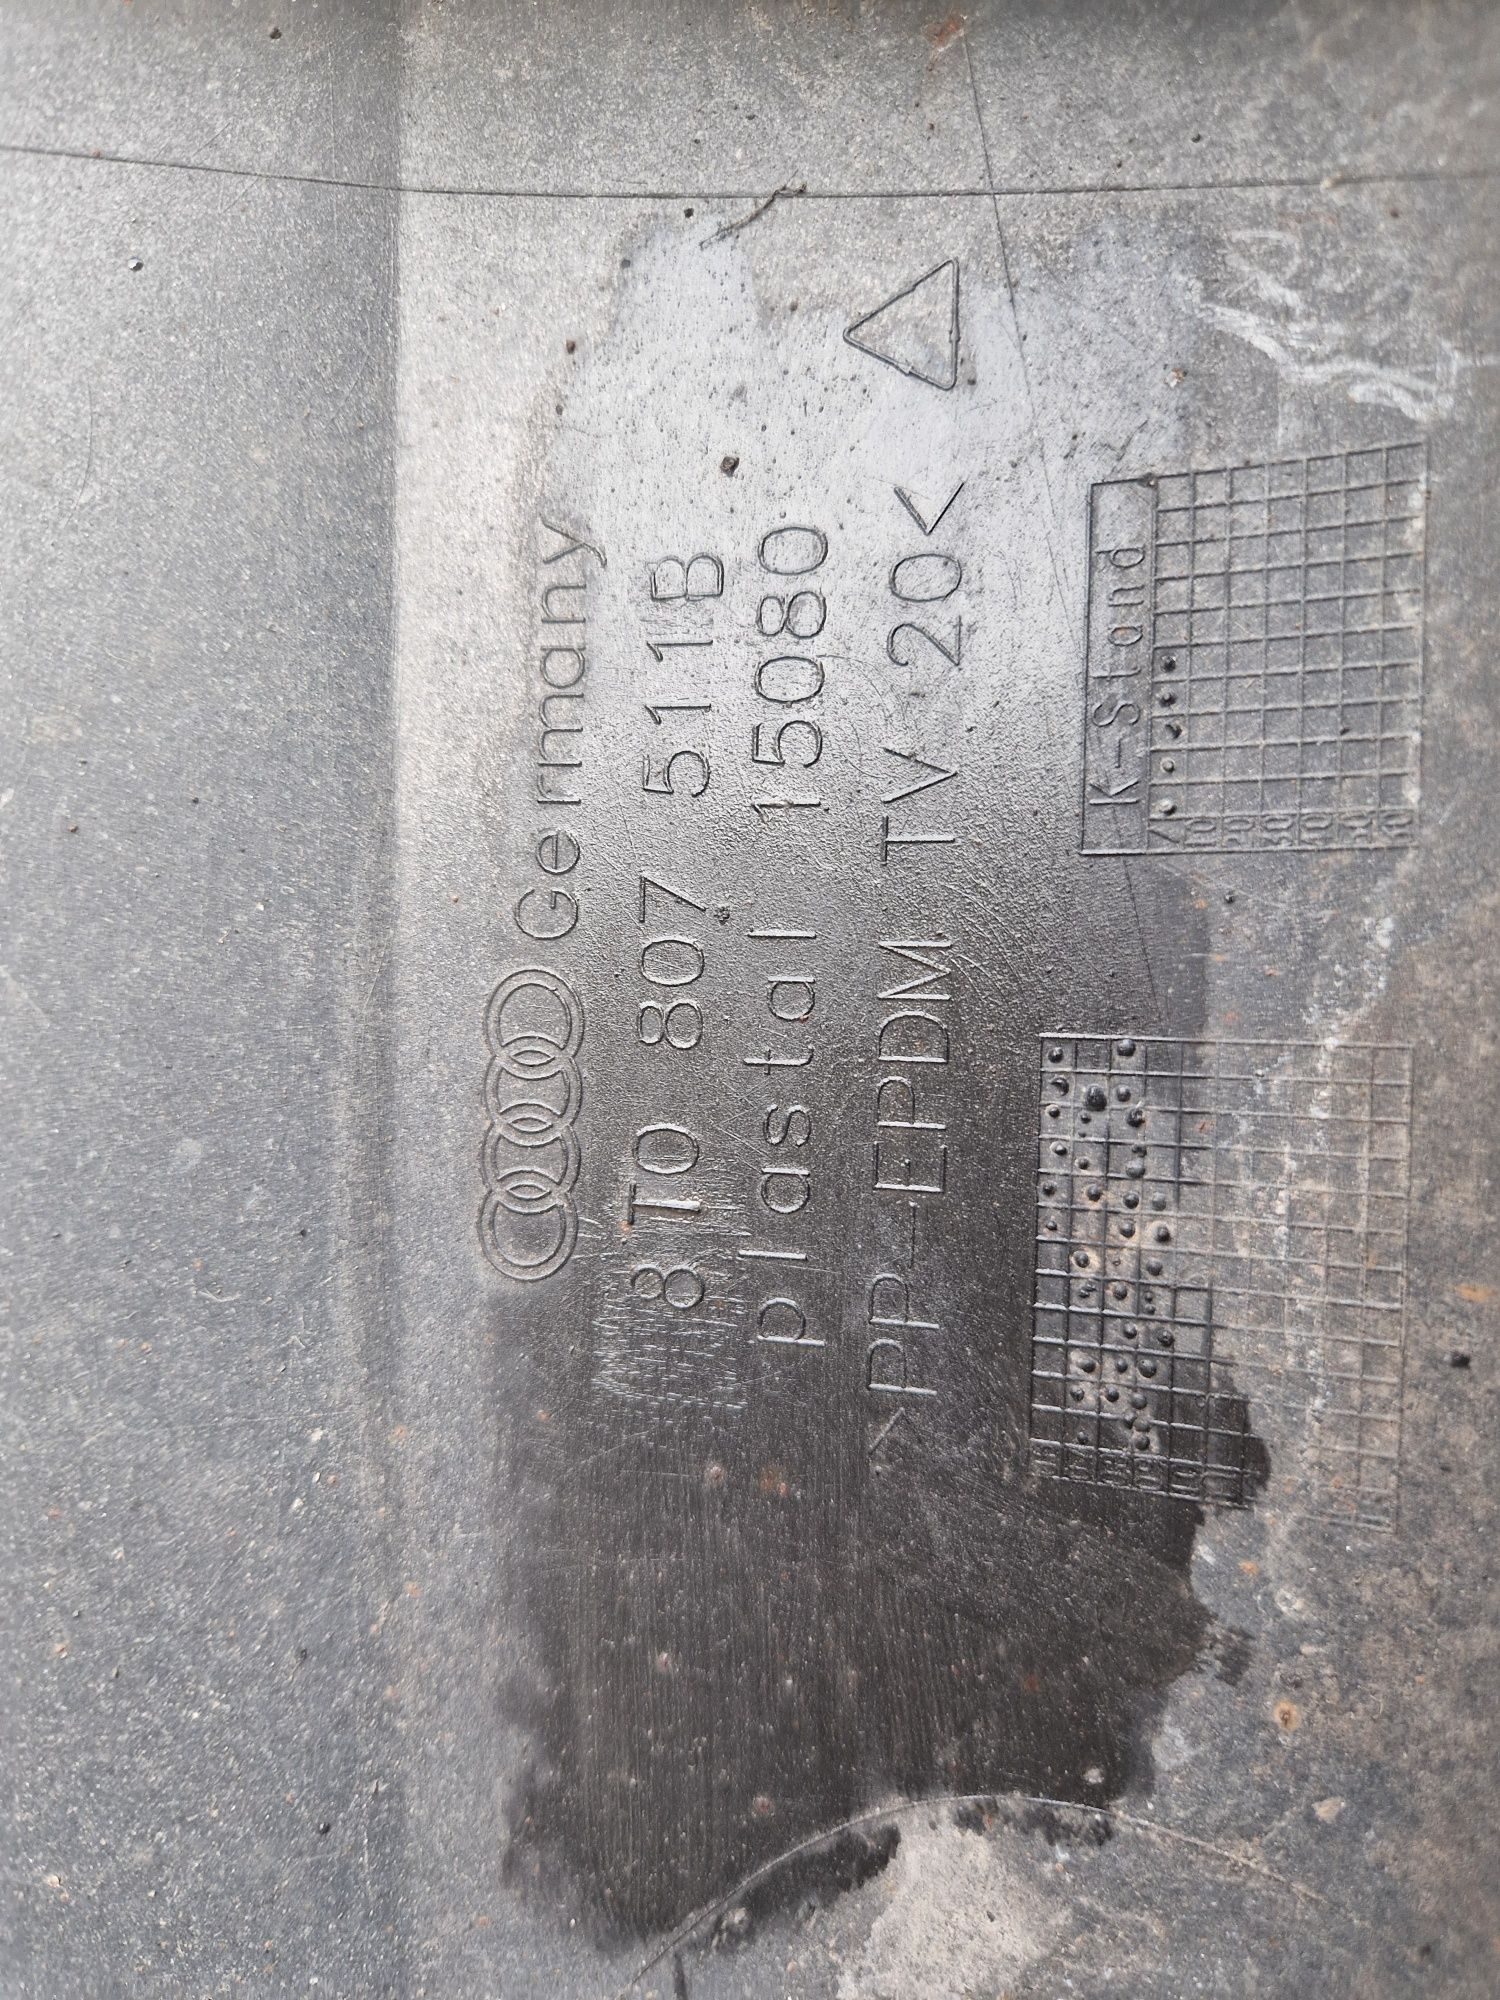 Germany
8T0 807 511B
plastal 15080
>PP-EPDM TV 20<
K-Stand